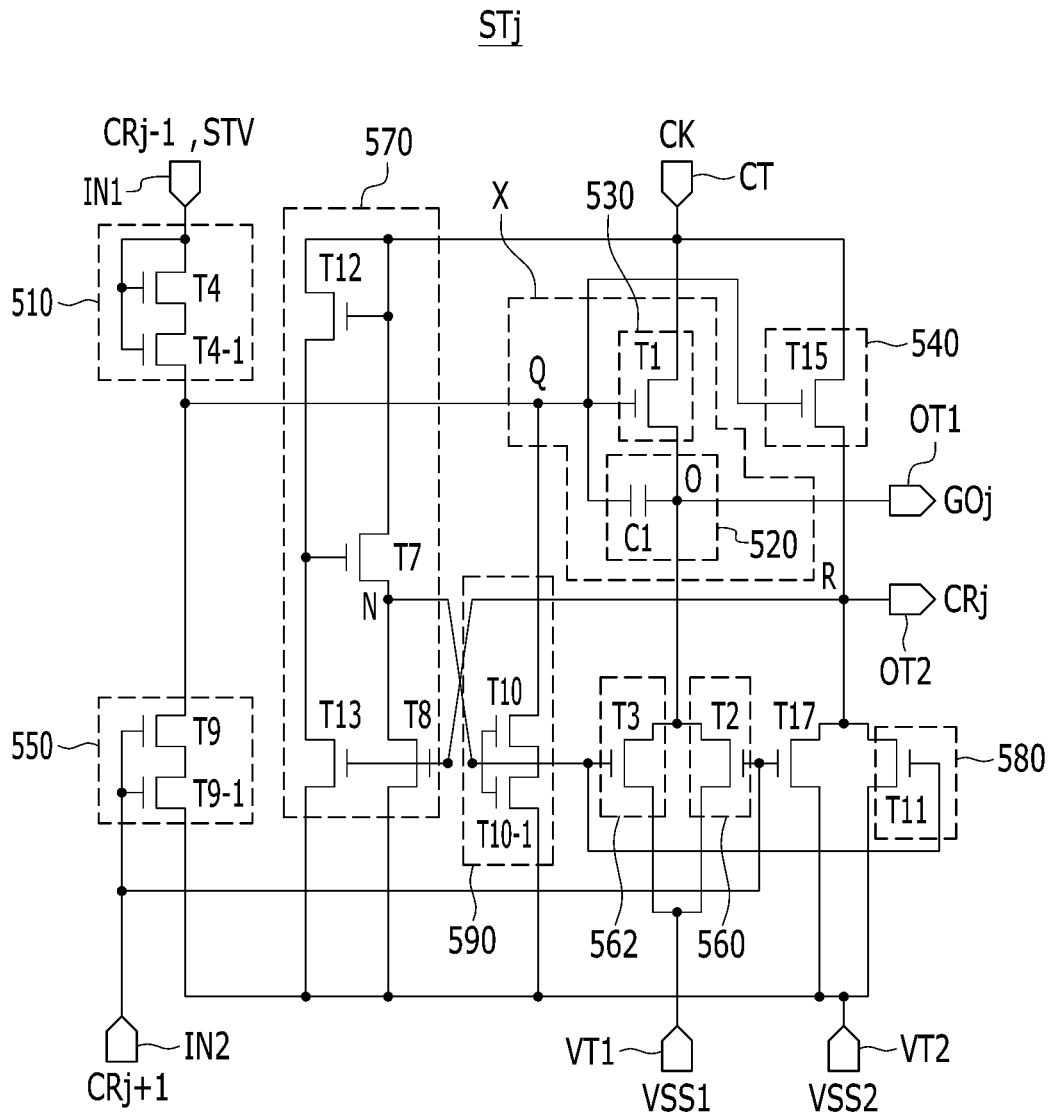 STj
CRj-1 ,STV
570
CK
IN1
X
530
CT
T12
510
T4
T4-1
Q
T1
T15
540
OT1
O
GOj
C1
520
T7
N
R
CRj
OT2
550
T9
T9-1
T13
T8
T10
T10-1
T3
T2
T17
T11
580
590
562
560
IN2
CRj+1
VT1
VSS1
VT2
VSS2